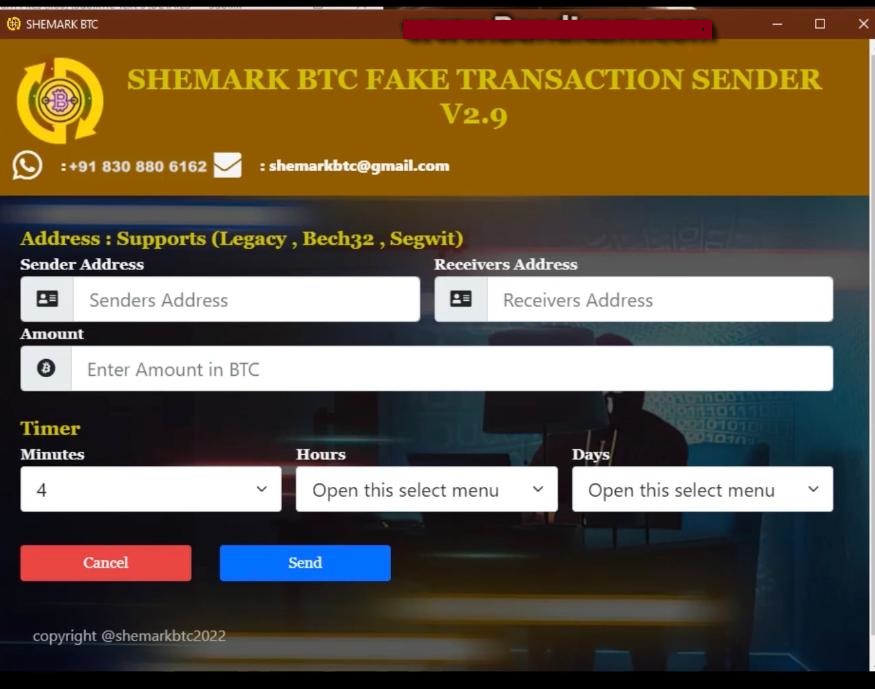 SHEMARK BTC
SHEMARK BTC FAKE TRANSACTION SENDER
V2.9
: +91 830 880 6162 : shemarkbtc@gmail.com
Address : Supports (Legacy , Bech32 , Segwit)
Sender Address Receivers Address
Senders Address Receivers Address
Amount
Enter Amount in BTC
Timer
Minutes Hours Days
4 Open this select menu Open this select menu
Cancel Send
copyright @shemarkbtc2022